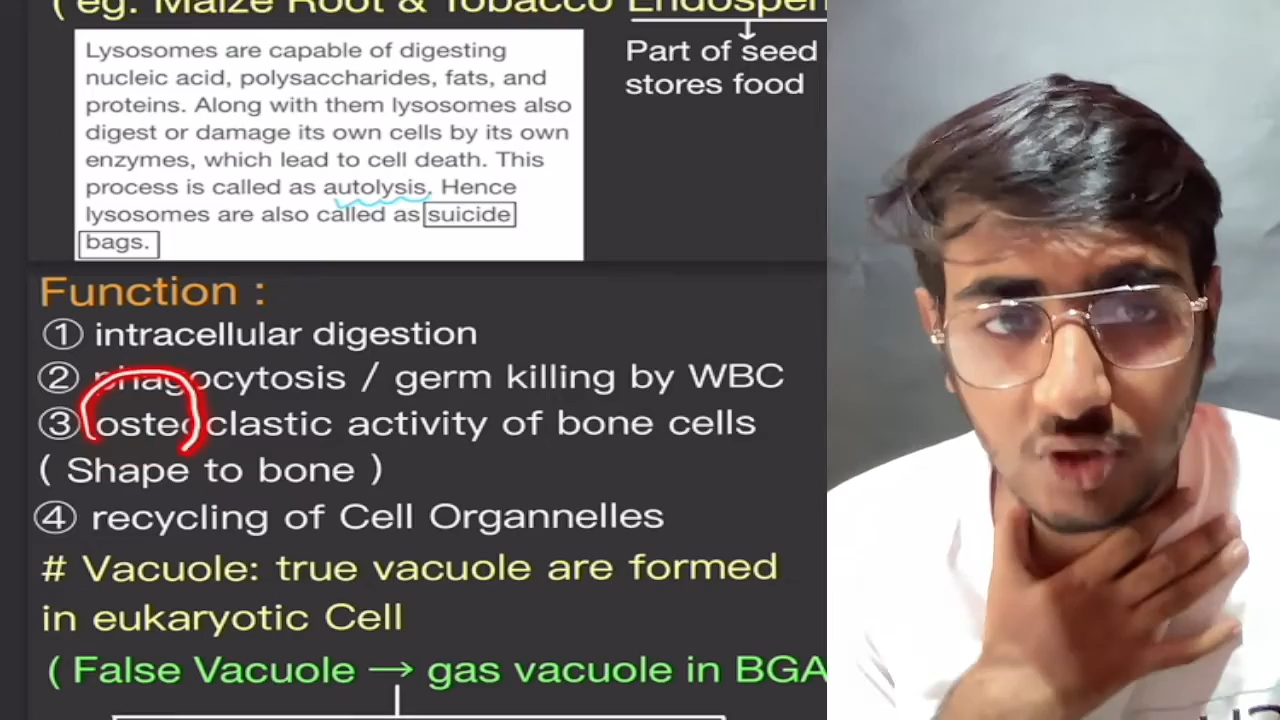 ( eg. Maize Root & Tobacco Endosper
Part of seed
stores food
Lysosomes are capable of digesting
nucleic acid, polysaccharides, fats, and
proteins. Along with them lysosomes also
digest or damage its own cells by its own
enzymes, which lead to cell death. This
process is called as autolysis. Hence
lysosomes are also called as suicide
bags.
Function :
① intracellular digestion
② phagocytosis / germ killing by WBC
③ osteoclastic activity of bone cells
( Shape to bone )
④ recycling of Cell Organnelles
# Vacuole: true vacuole are formed
in eukaryotic Cell
( False Vacuole → gas vacuole in BGA